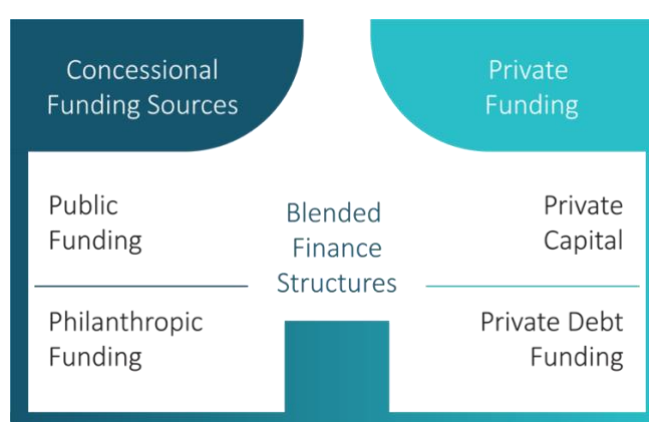 Concessional
Funding Sources
Private
Funding
Public
Funding
Blended
Finance
Structures
Private
Capital
Philanthropic
Funding
Private Debt
Funding